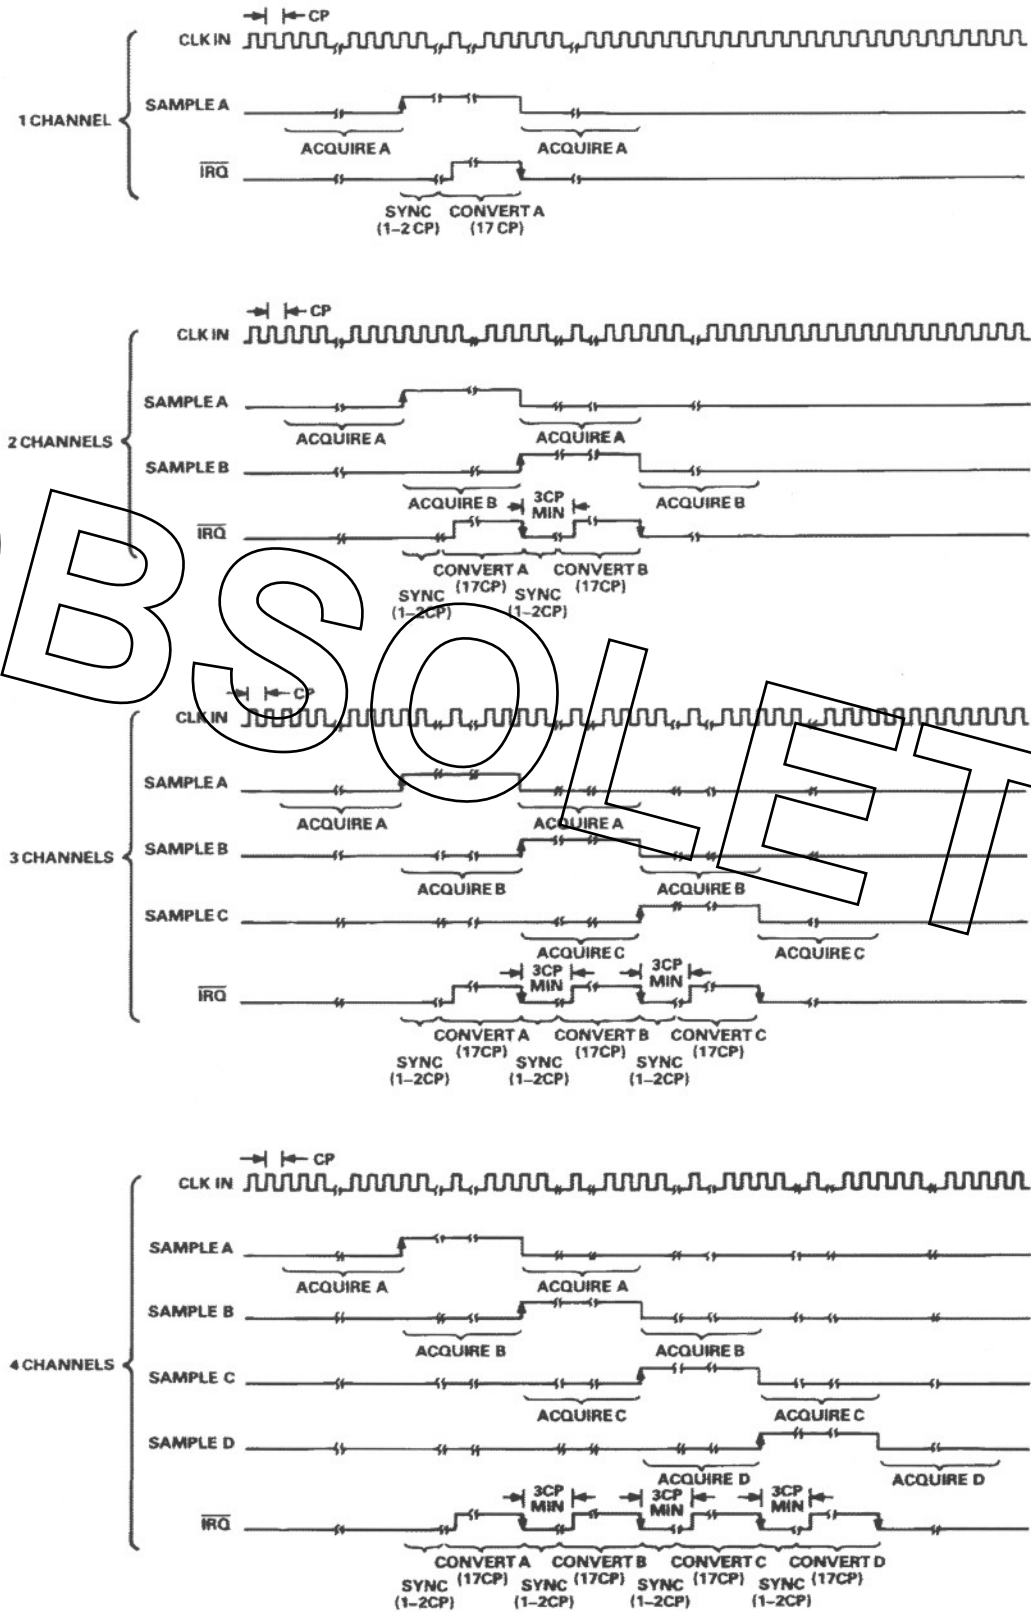 CP
CLK IN
SAMPLE A
1 CHANNEL
ACQUIRE A ACQUIRE A
IRQ
SYNC CONVERT A
(1–2 CP) (17 CP)
CP
CLK IN
SAMPLE A
2 CHANNELS
ACQUIRE A ACQUIRE A
SAMPLE B
ACQUIRE B 3CP MIN ACQUIRE B
IRQ
CONVERT A CONVERT B
(17CP) (17CP)
SYNC SYNC
(1–2CP) (1–2CP)
BSOLET
CP
CLK IN
SAMPLE A
ACQUIRE A ACQUIRE A
SAMPLE B
3 CHANNELS
ACQUIRE B ACQUIRE B
SAMPLE C
ACQUIRE C ACQUIRE C
3CP 3CP
MIN MIN
IRQ
CONVERT A CONVERT B CONVERT C
(17CP) (17CP) (17CP)
SYNC SYNC SYNC
(1–2CP) (1–2CP) (1–2CP)
CP
CLK IN
SAMPLE A
ACQUIRE A ACQUIRE A
SAMPLE B
ACQUIRE B ACQUIRE B
4 CHANNELS
SAMPLE C
ACQUIRE C ACQUIRE C
SAMPLE D
ACQUIRE D ACQUIRE D
3CP 3CP 3CP
MIN MIN MIN
IRQ
CONVERT A CONVERT B CONVERT C CONVERT D
(17CP) (17CP) (17CP) (17CP)
SYNC SYNC SYNC SYNC
(1–2CP) (1–2CP) (1–2CP) (1–2CP)